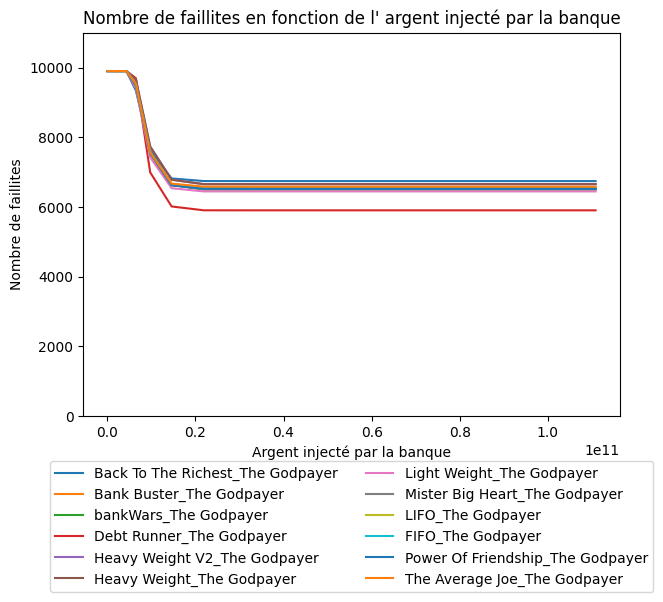 Nombre de faillites en fonction de l' argent injecté par la banque
10000
8000
6000
4000
2000
0
Nombre de faillites
0.0 0.2 0.4 0.6 0.8 1.0
1e11
Argent injecté par la banque
Back To The Richest_The Godpayer
Bank Buster_The Godpayer
bankWars_The Godpayer
Debt Runner_The Godpayer
Heavy Weight V2_The Godpayer
Heavy Weight_The Godpayer
Light Weight_The Godpayer
Mister Big Heart_The Godpayer
LIFO_The Godpayer
FIFO_The Godpayer
Power Of Friendship_The Godpayer
The Average Joe_The Godpayer